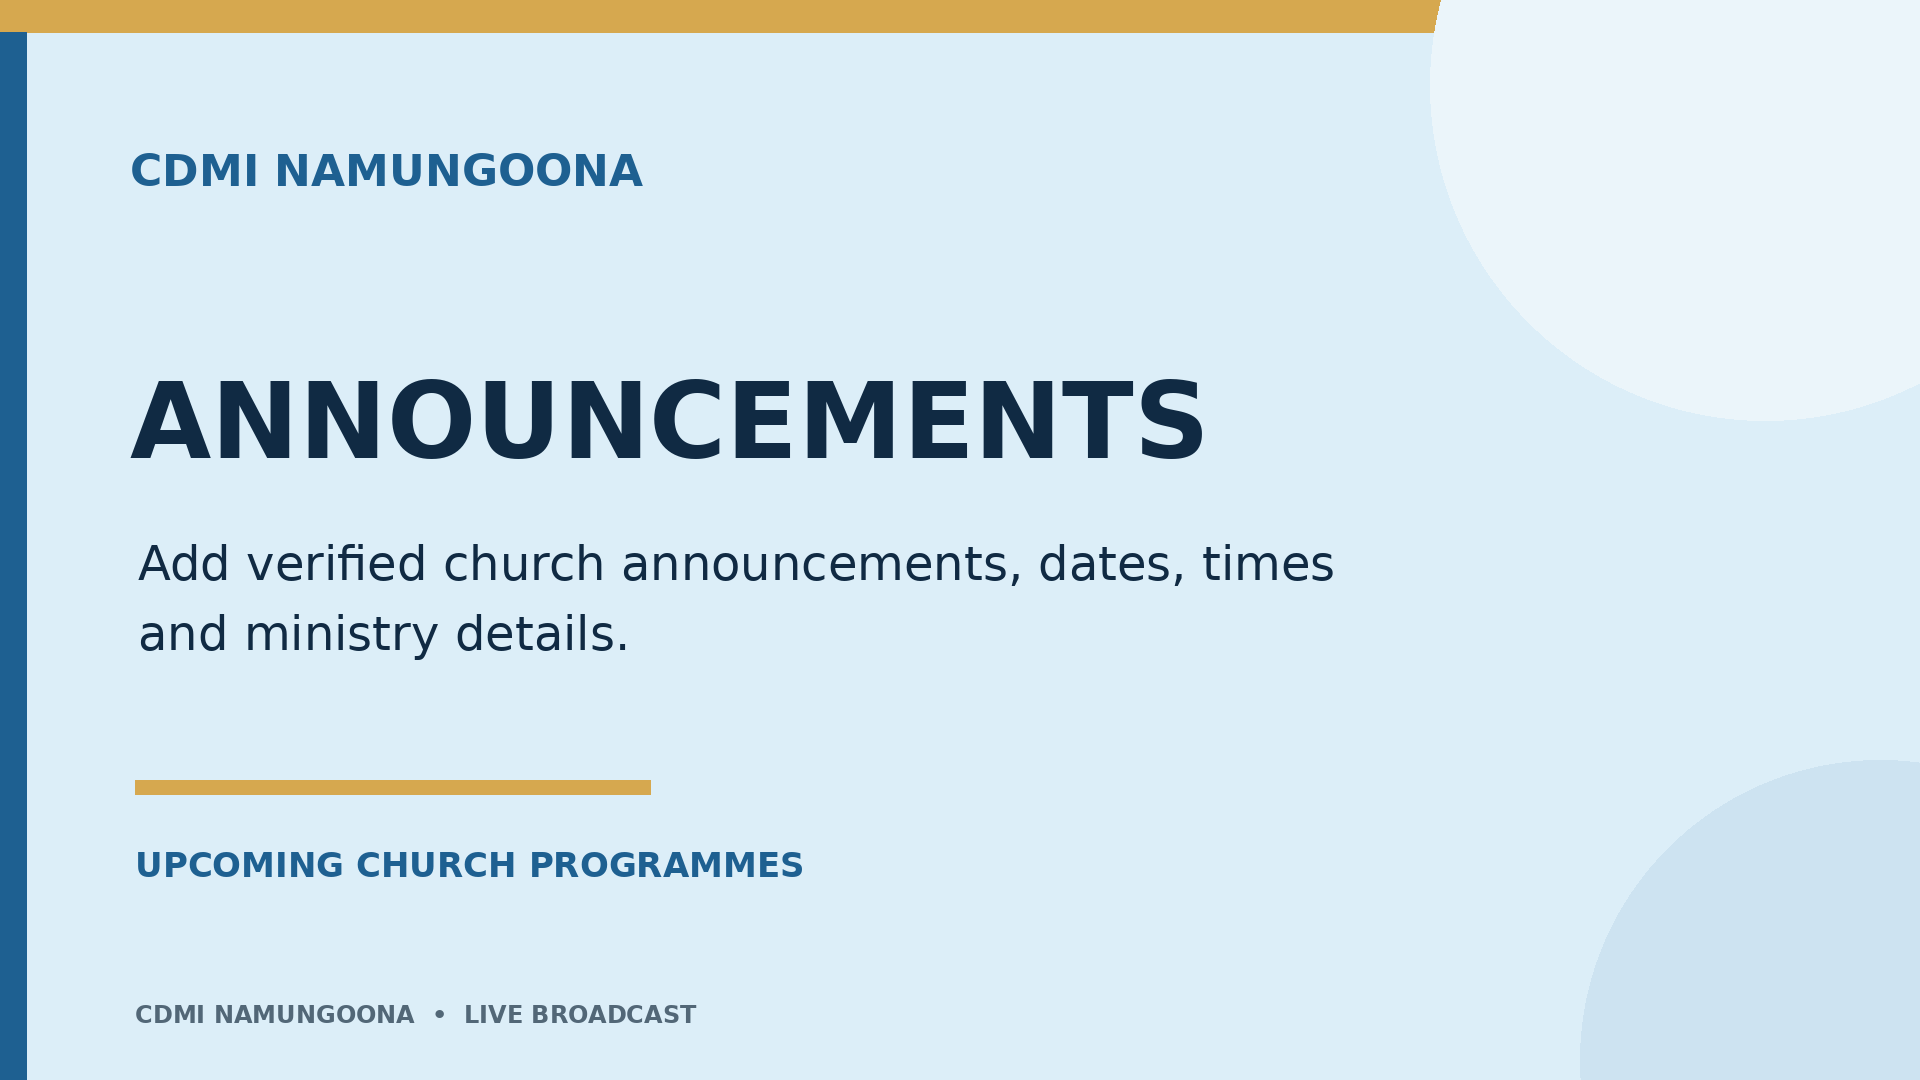 CDMI NAMUNGOONA
ANNOUNCEMENTS
Add verified church announcements, dates, times
and ministry details.
UPCOMING CHURCH PROGRAMMES
CDMI NAMUNGOONA • LIVE BROADCAST